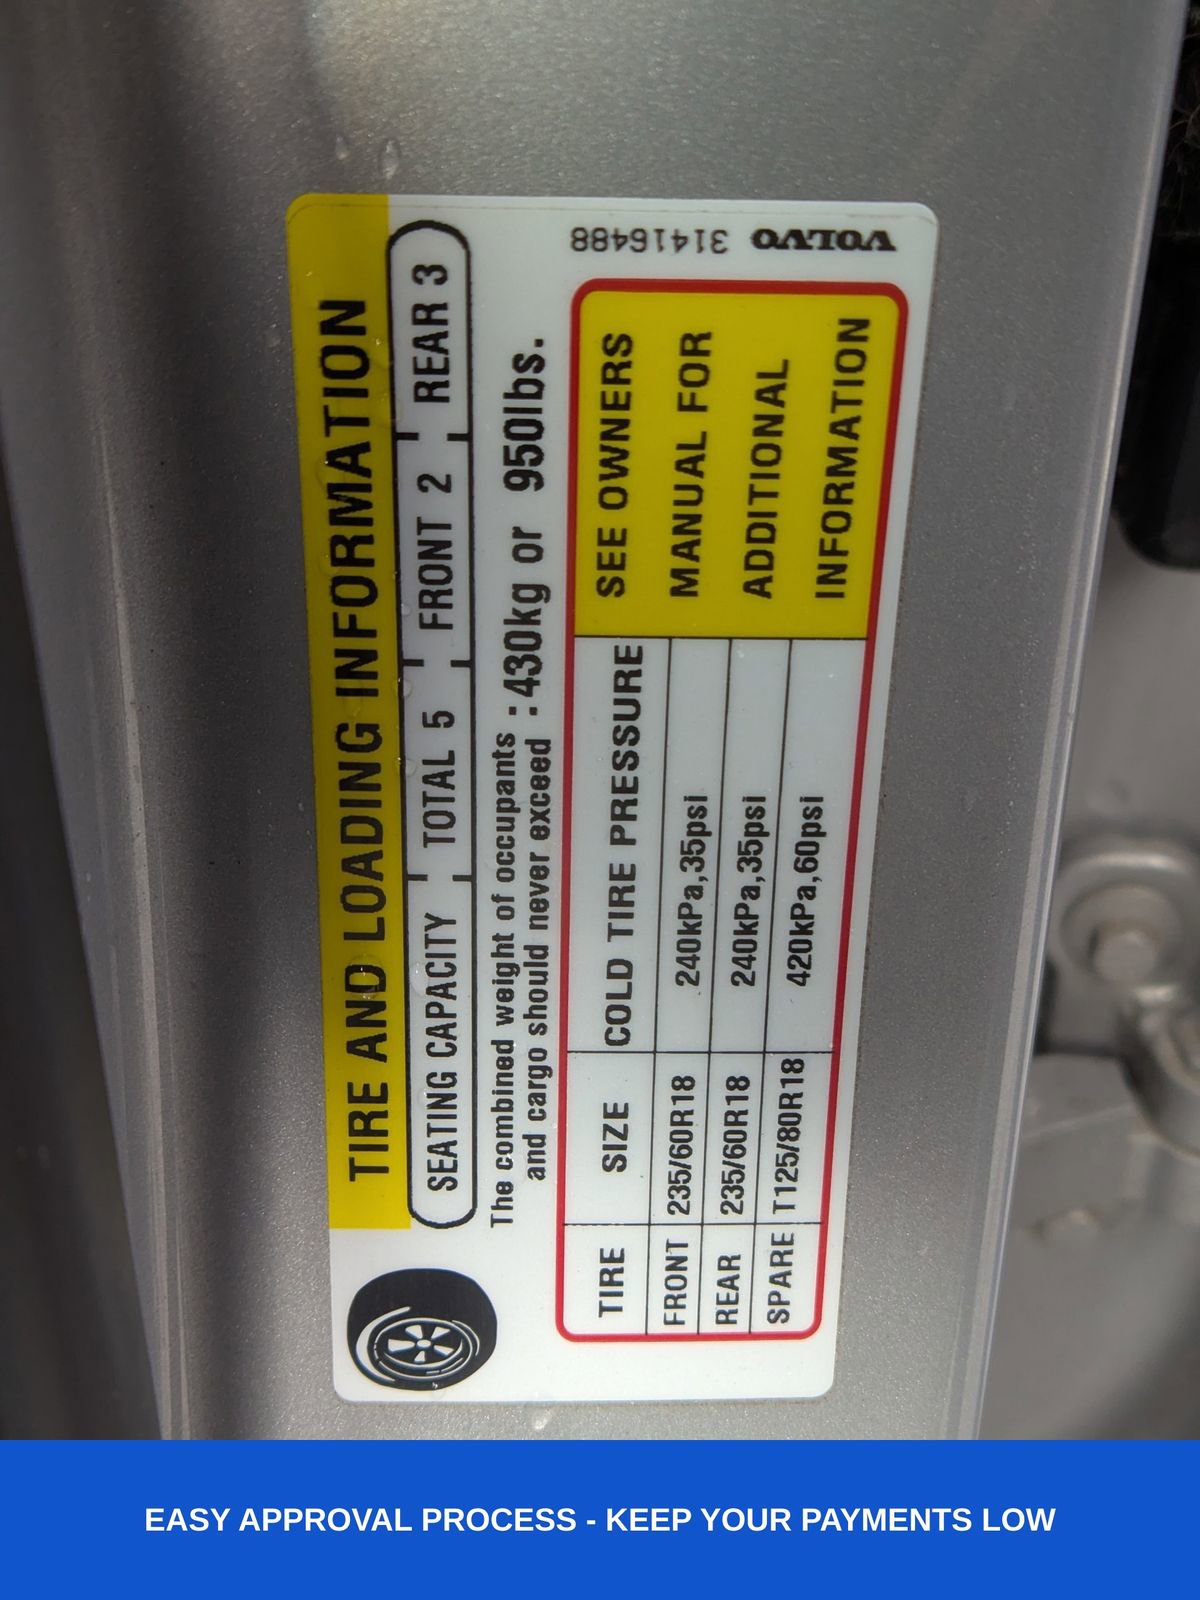 TIRE AND LOADING INFORMATION
SEATING CAPACITY TOTAL 5 FRONT 2 REAR 3
The combined weight of occupants
and cargo should never exceed : 430kg or 950lbs.
TIRE SIZE COLD TIRE PRESSURE
FRONT 235/60R18 240kPa,35psi
REAR 235/60R18 240kPa,35psi
SPARE T125/80R18 420kPa,60psi
SEE OWNERS
MANUAL FOR
ADDITIONAL
INFORMATION
VOLVO 31416488
EASY APPROVAL PROCESS - KEEP YOUR PAYMENTS LOW